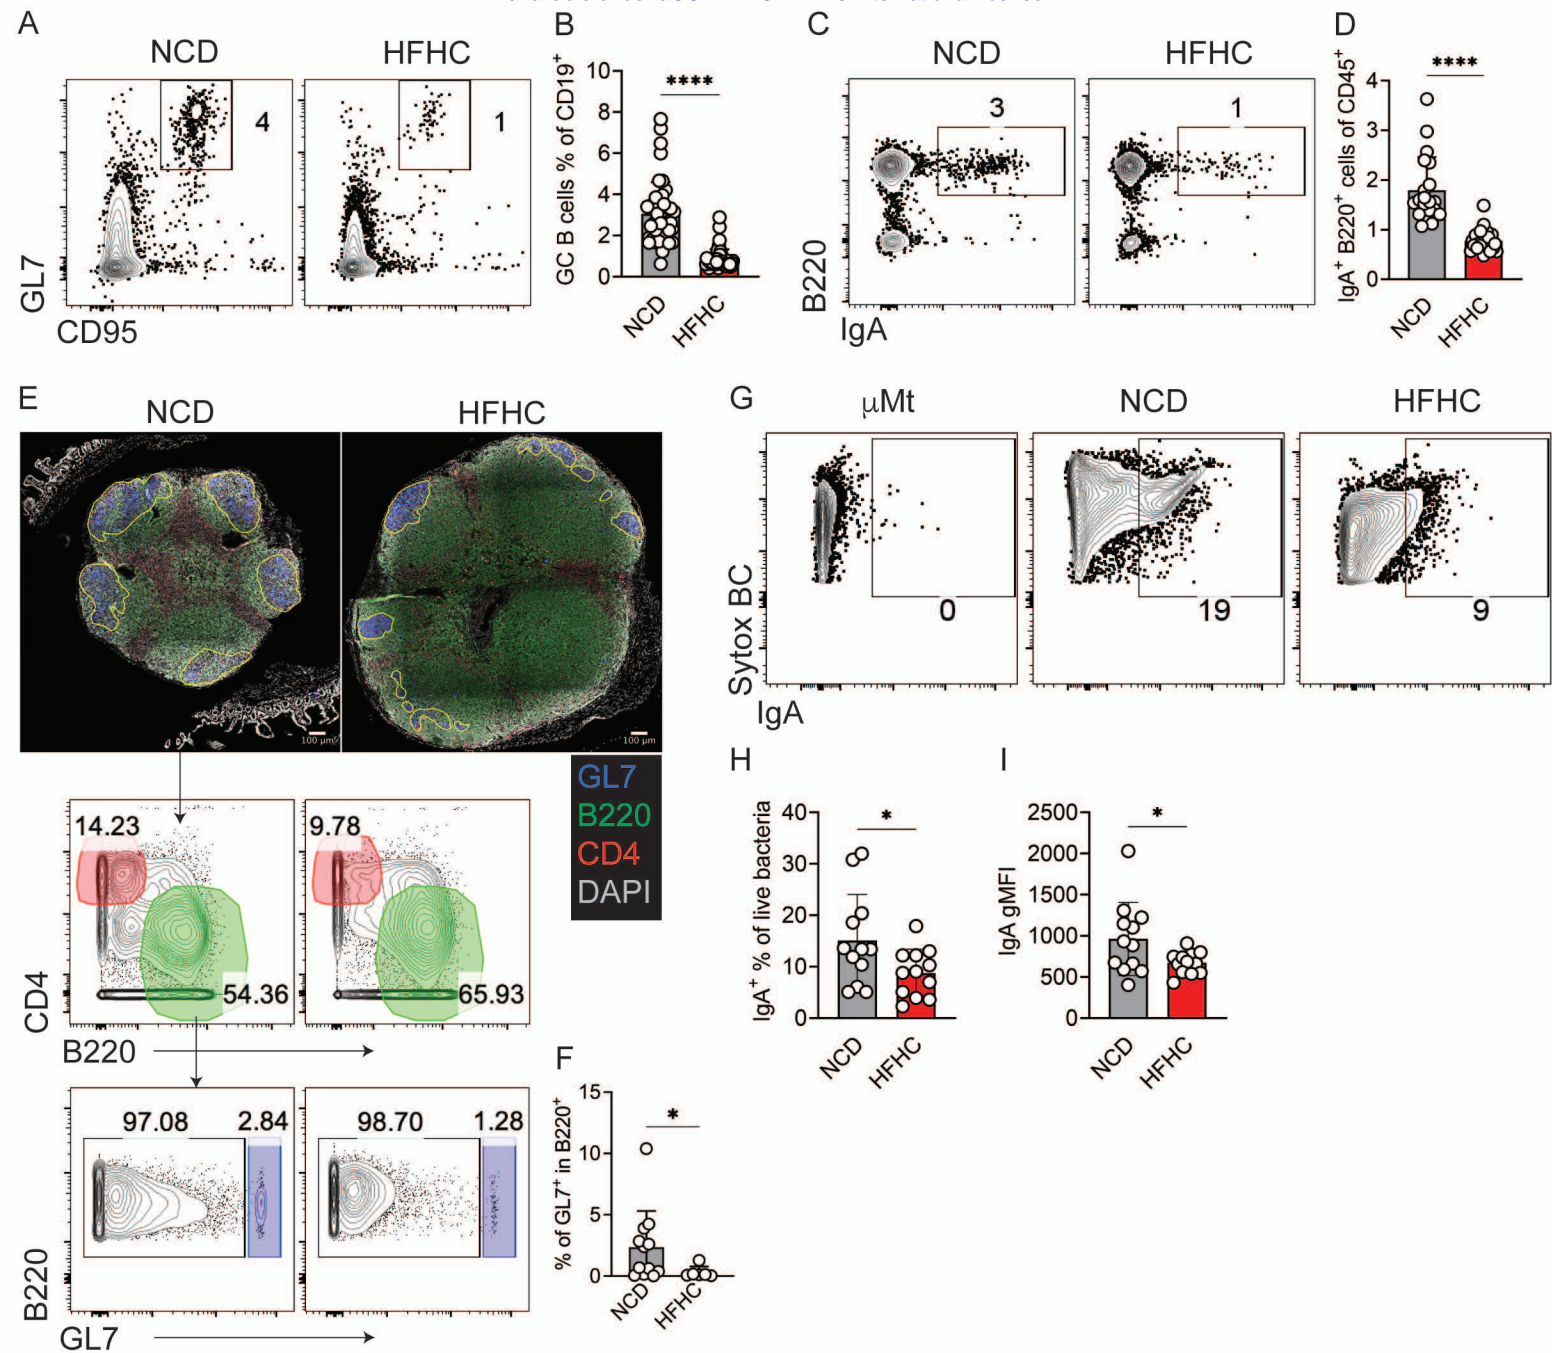 A
NCD
HFHC
4
1
GL7
CD95
B
GC B cells % of CD19+
10
8
6
4
2
0
****
NCD
HFHC
C
NCD
HFHC
3
1
B220
IgA
D
IgA+ B220+ cells of CD45+
4
3
2
1
0
****
NCD
HFHC
E
NCD
HFHC
100 µm
100 µm
GL7
B220
CD4
DAPI
14.23
54.36
9.78
65.93
CD4
B220
97.08
2.84
98.70
1.28
B220
GL7
F
% of GL7+ in B220+
15
10
5
0
*
NCD
HFHC
G
µMt
NCD
HFHC
0
19
9
Sytox BC
IgA
H
IgA+ % of live bacteria
40
30
20
10
0
*
NCD
HFHC
I
IgA gMFI
2500
2000
1500
1000
500
0
*
NCD
HFHC